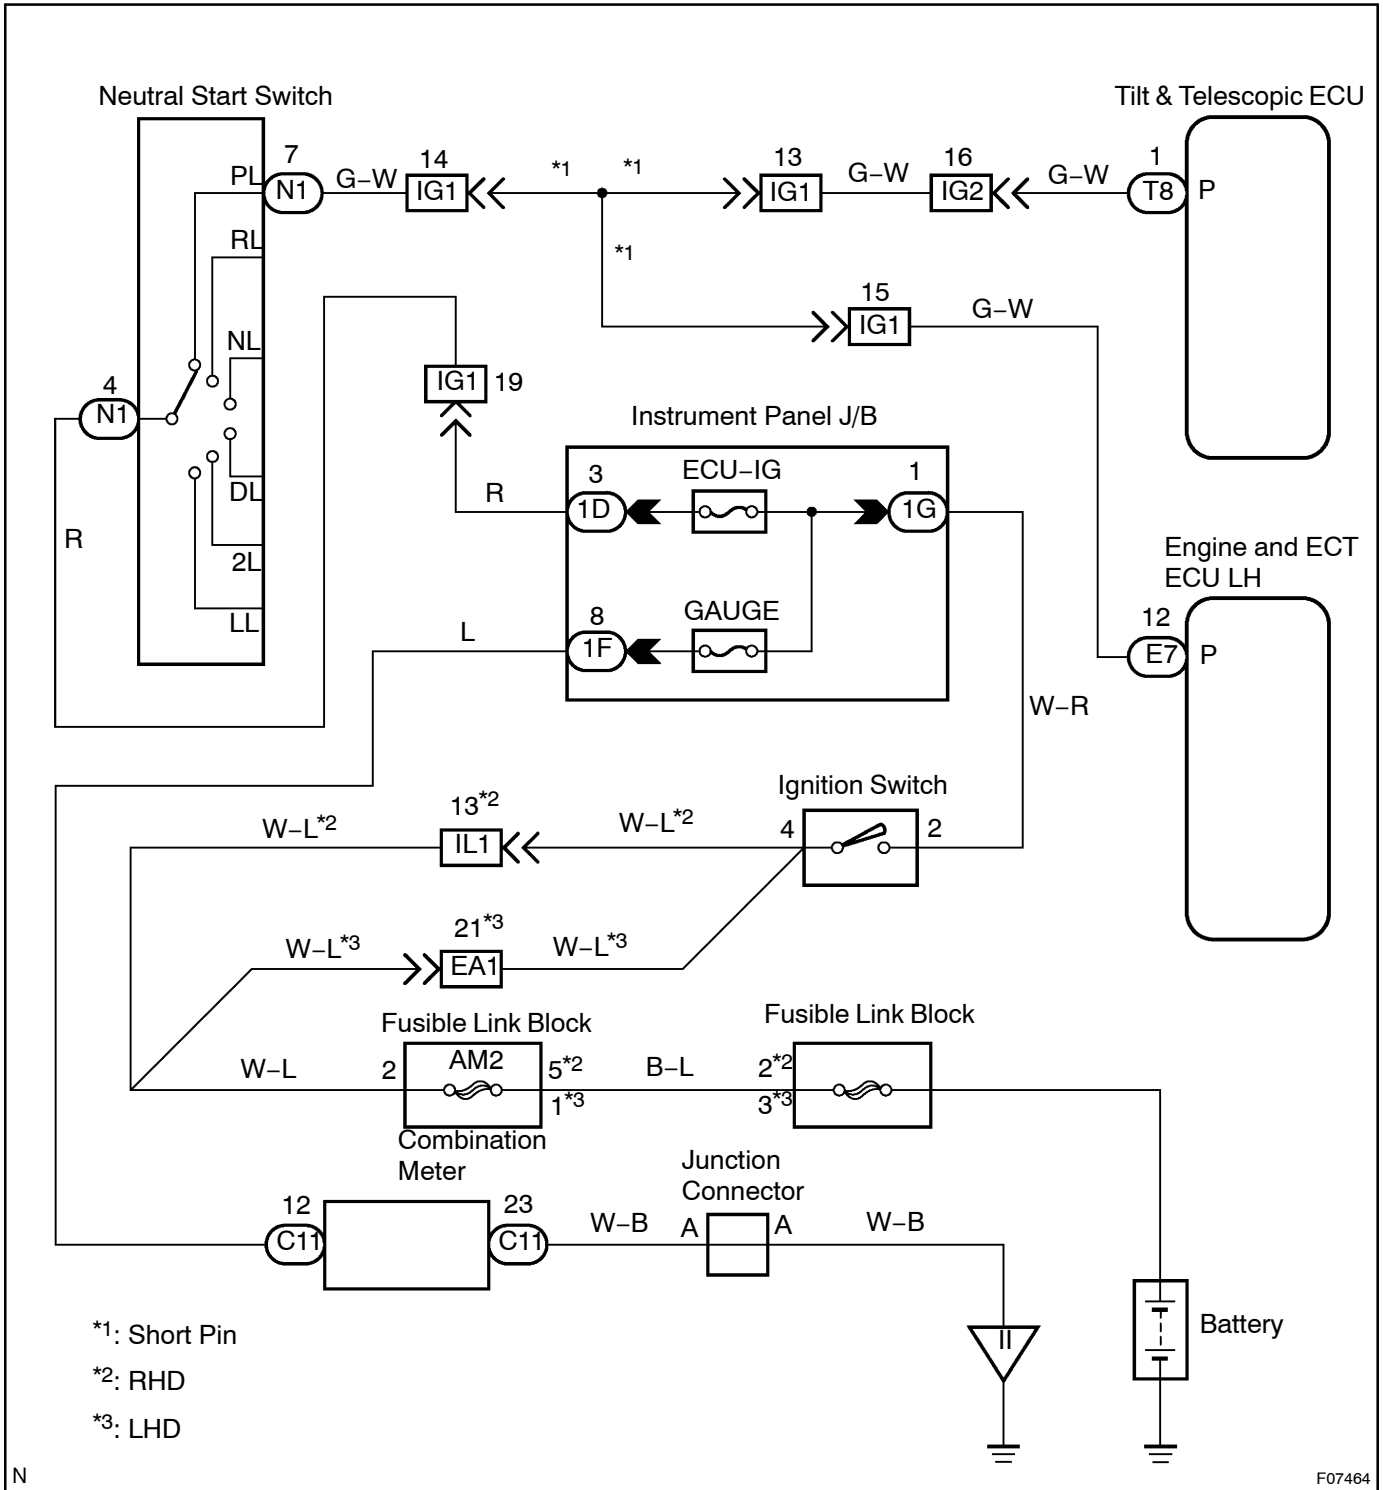 Neutral Start Switch
Tilt & Telescopic ECU
PL
7
N1
G–W
14
IG1
*1
*1
13
IG1
G–W
16
IG2
G–W
1
T8
P
RL
*1
15
IG1
G–W
NL
IG1
19
4
N1
Instrument Panel J/B
DL
R
3
1D
ECU–IG
1
1G
R
2L
Engine and ECT
ECU LH
LL
L
8
1F
GAUGE
12
E7
P
W–R
Ignition Switch
W–L*2
13*2
IL1
W–L*2
4
2
W–L*3
21*3
EA1
W–L*3
Fusible Link Block
Fusible Link Block
W–L
2
AM2
5*2
1*3
B–L
2*2
3*3
Combination
Meter
Junction
Connector
12
C11
23
C11
W–B
A
A
W–B
II
Battery
*1: Short Pin
*2: RHD
*3: LHD
N
F07464